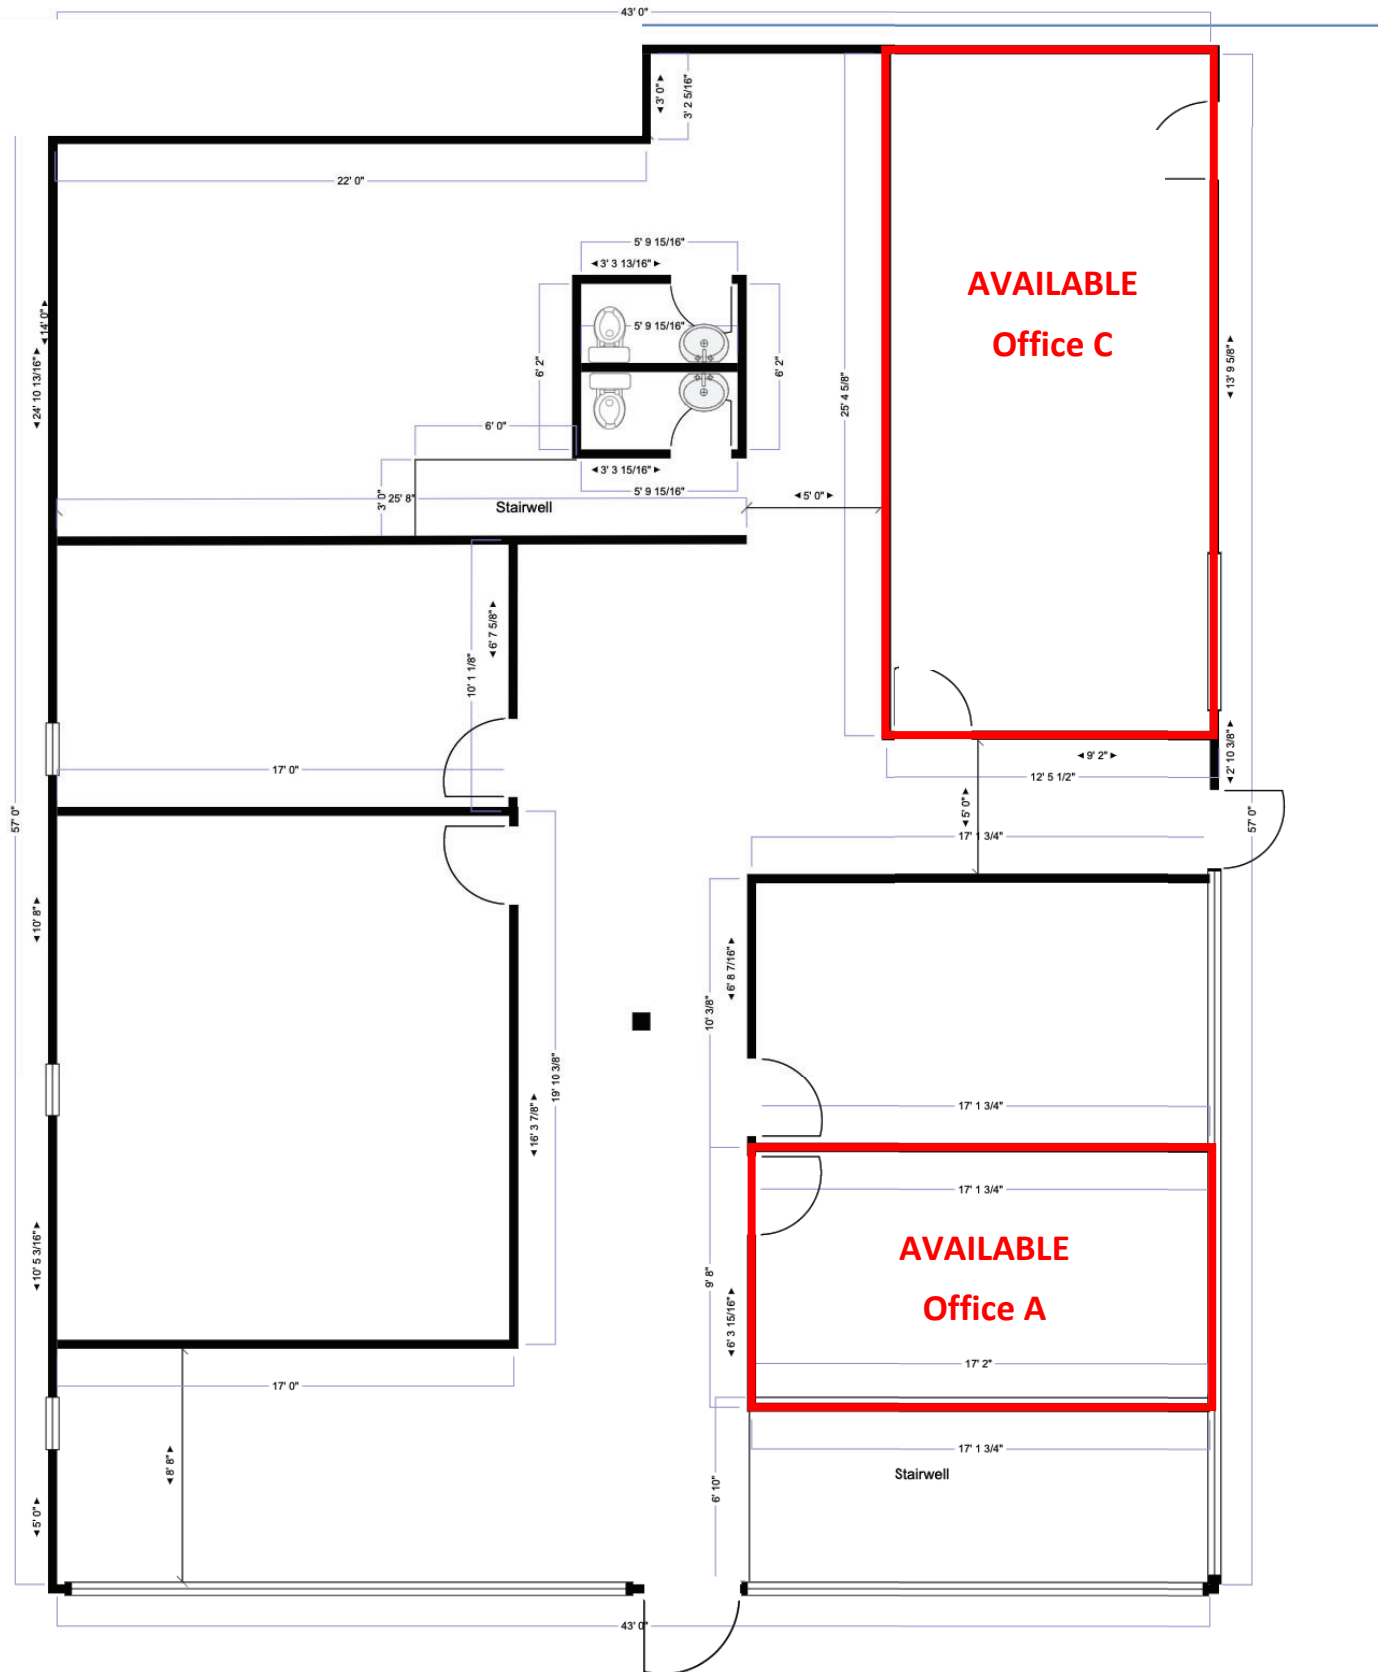 43' 0"
◄3' 0"►
3' 2 5/16"
22' 0"
5' 9 15/16"
◄3' 3 13/16"►
AVAILABLE
Office C
◄14' 0"►
5' 9 15/16"
◄24' 10 13/16"►
6' 2"
6' 2"
25' 4 5/8"
◄13' 9 5/8"►
6' 0"
◄3' 3 15/16"►
5' 9 15/16"
3' 0"
25' 8"
◄5' 0"►
Stairwell
◄6' 7 5/8"►
10' 1 1/8"
17' 0"
◄9' 2"►
◄2' 10 3/8"►
12' 5 1/2"
57' 0"
◄5' 0"►
57' 0"
17' 1 3/4"
◄10' 8"►
◄6' 8 7/16"►
10' 3/8"
19' 10 3/8"
◄16' 3 7/8"►
17' 1 3/4"
17' 1 3/4"
AVAILABLE
◄10' 5 3/16"►
9' 8"
Office A
◄6' 3 15/16"►
17' 2"
17' 0"
17' 1 3/4"
◄8' 8"►
Stairwell
6' 10"
◄5' 0"►
43' 0"